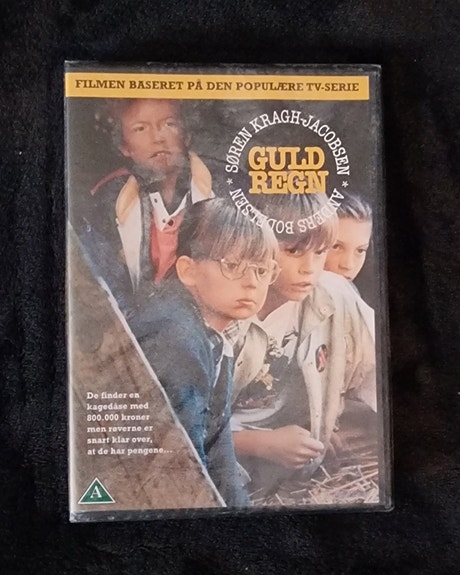 FILMEN BASERET PÅ DEN POPULÆRE TV-SERIE
SØREN KRAGH-JACOBSEN * ANDERS BODELSEN *
GULD
REGN
De finder en
kagedåse med
800.000 kroner
men røverne er
snart klar over,
at de har pengene...
A